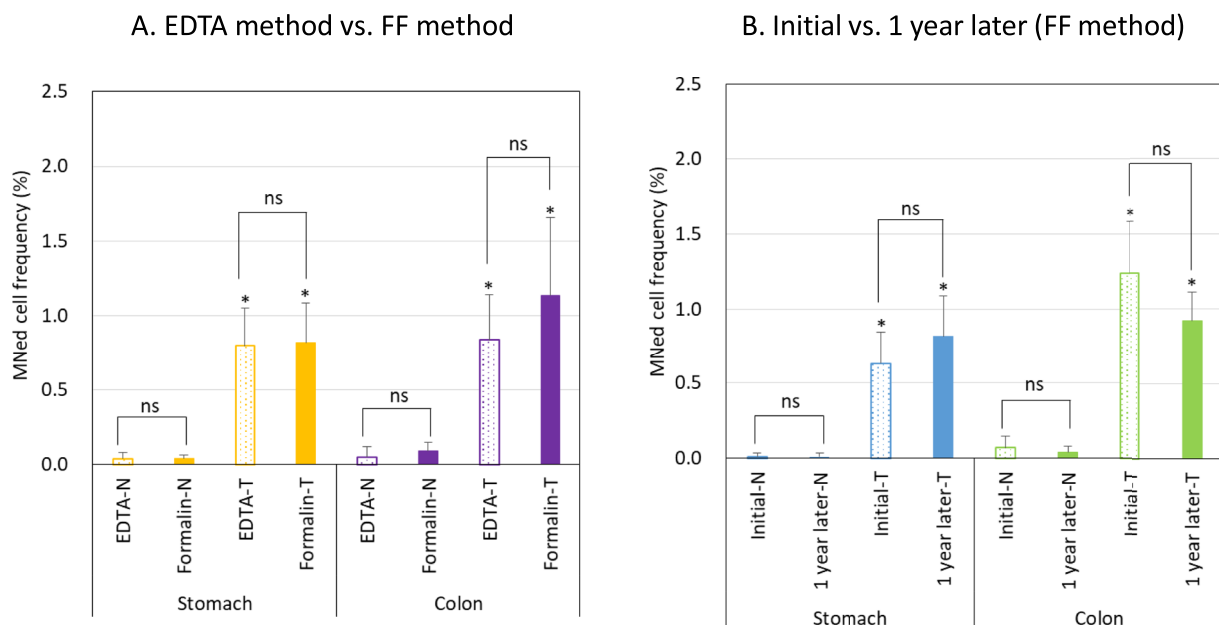 A. EDTA method vs. FF method
MNed cell frequency (%)
2.5
2.0
1.5
1.0
0.5
0.0
ns
ns
ns
ns
*
*
*
*
EDTA-N
Formalin-N
EDTA-T
Formalin-T
EDTA-N
Formalin-N
EDTA-T
Formalin-T
Stomach
Colon
B. Initial vs. 1 year later (FF method)
MNed cell frequency (%)
2.5
2.0
1.5
1.0
0.5
0.0
ns
ns
ns
ns
*
*
*
*
Initial-N
1 year later-N
Initial-T
1 year later-T
Initial-N
1 year later-N
Initial-T
1 year later-T
Stomach
Colon